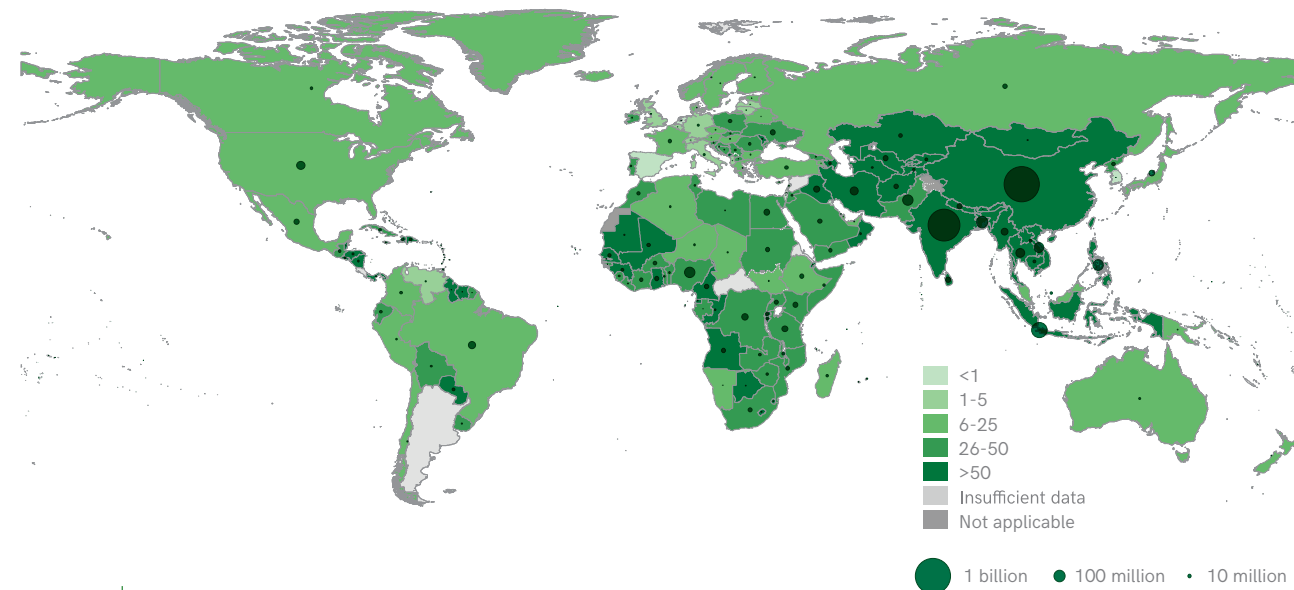 <1
1-5
6-25
26-50
>50
Insufficient data
Not applicable
1 billion 100 million 10 million